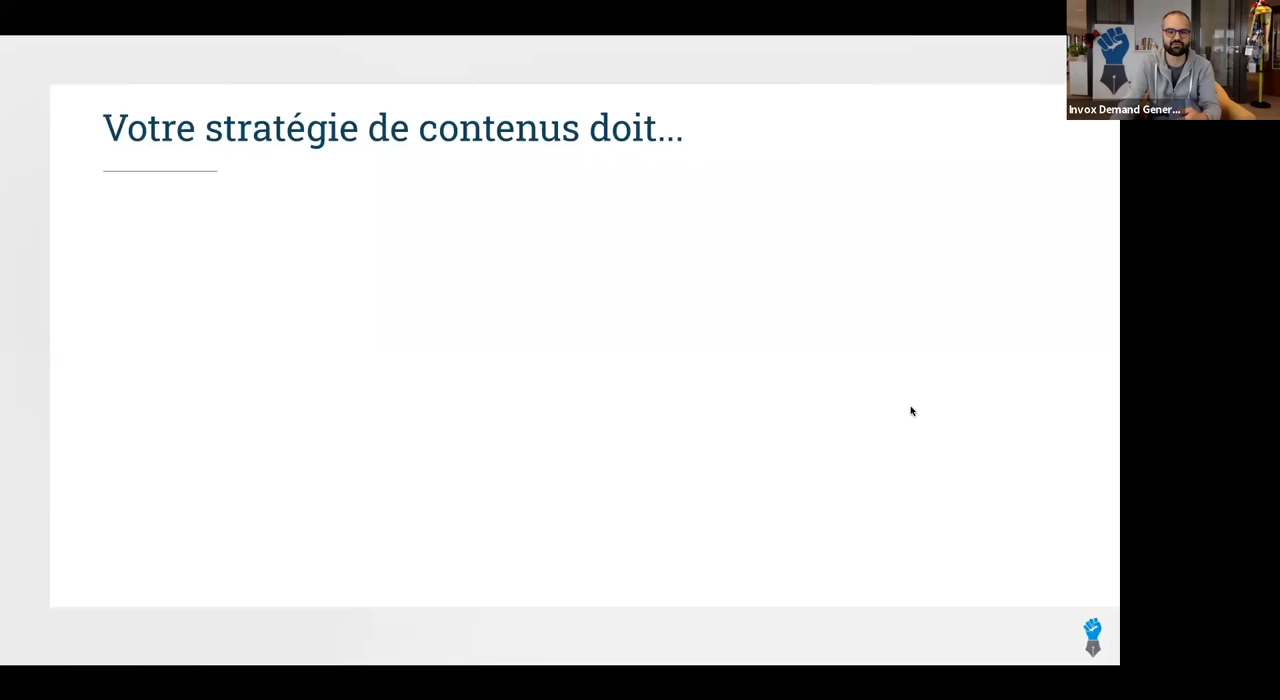 Votre stratégie de contenus doit...
Invox Demand Gener...